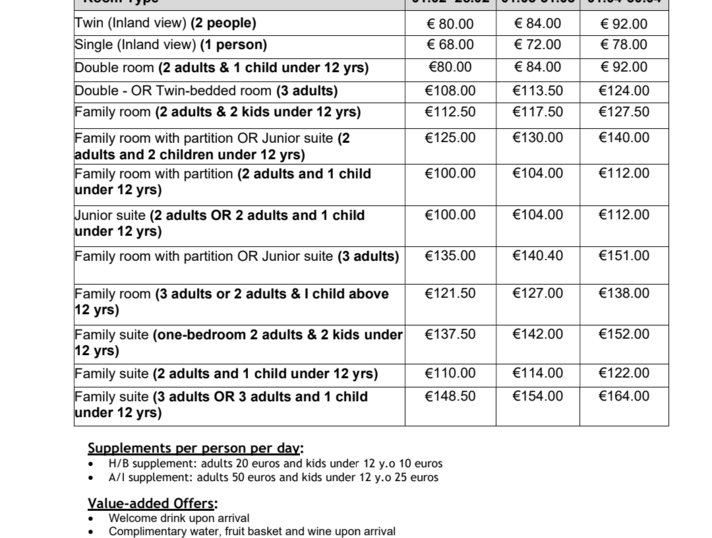 Twin (Inland view) (2 people) € 80.00 € 84.00 € 92.00
Single (Inland view) (1 person) € 68.00 € 72.00 € 78.00
Double room (2 adults & 1 child under 12 yrs) €80.00 € 84.00 € 92.00
Double - OR Twin-bedded room (3 adults) €108.00 €113.50 €124.00
Family room (2 adults & 2 kids under 12 yrs) €112.50 €117.50 €127.50
Family room with partition OR Junior suite (2 €125.00 €130.00 €140.00
adults and 2 children under 12 yrs)
Family room with partition (2 adults and 1 child €100.00 €104.00 €112.00
under 12 yrs)
Junior suite (2 adults OR 2 adults and 1 child €100.00 €104.00 €112.00
under 12 yrs)
Family room with partition OR Junior suite (3 adults) €135.00 €140.40 €151.00
Family room (3 adults or 2 adults & I child above €121.50 €127.00 €138.00
12 yrs)
Family suite (one-bedroom 2 adults & 2 kids under €137.50 €142.00 €152.00
12 yrs)
Family suite (2 adults and 1 child under 12 yrs) €110.00 €114.00 €122.00
Family suite (3 adults OR 3 adults and 1 child €148.50 €154.00 €164.00
under 12 yrs)
Supplements per person per day:
• H/B supplement: adults 20 euros and kids under 12 y.o 10 euros
• A/I supplement: adults 50 euros and kids under 12 y.o 25 euros
Value-added Offers:
• Welcome drink upon arrival
• Complimentary water, fruit basket and wine upon arrival